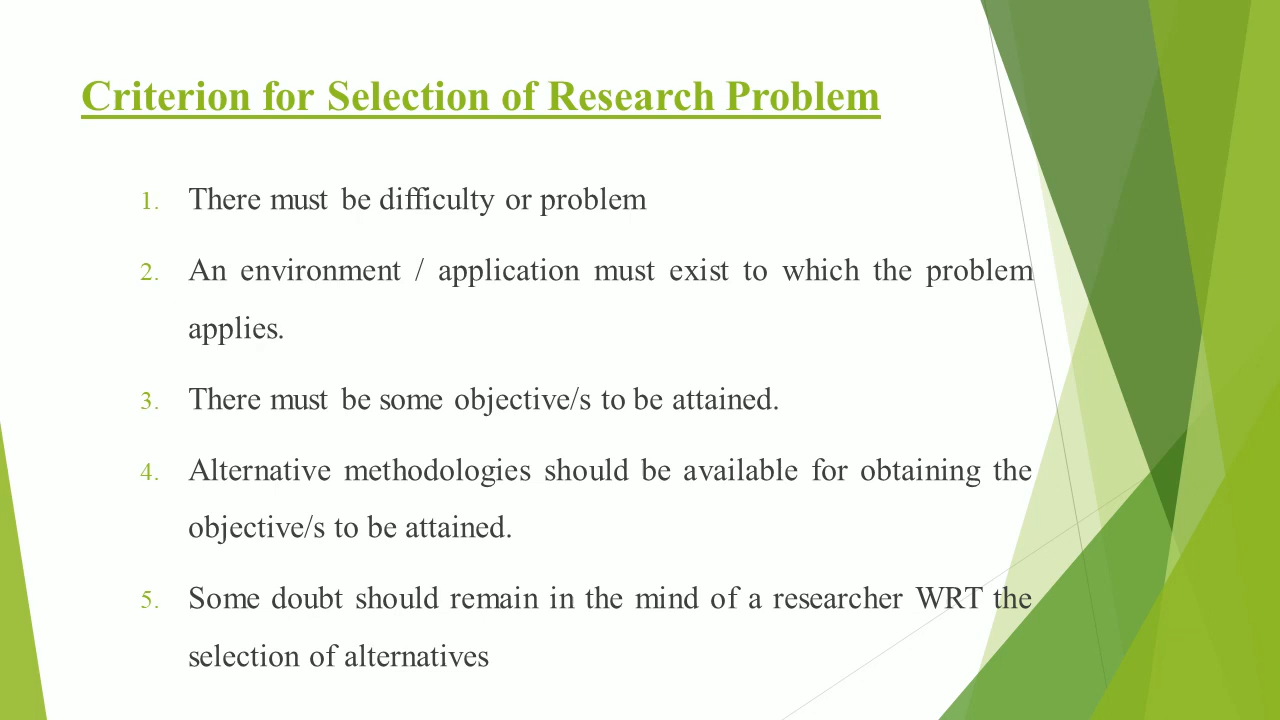 Criterion for Selection of Research Problem
1. There must be difficulty or problem
2. An environment / application must exist to which the problem
applies.
3. There must be some objective/s to be attained.
4. Alternative methodologies should be available for obtaining the
objective/s to be attained.
5. Some doubt should remain in the mind of a researcher WRT the
selection of alternatives